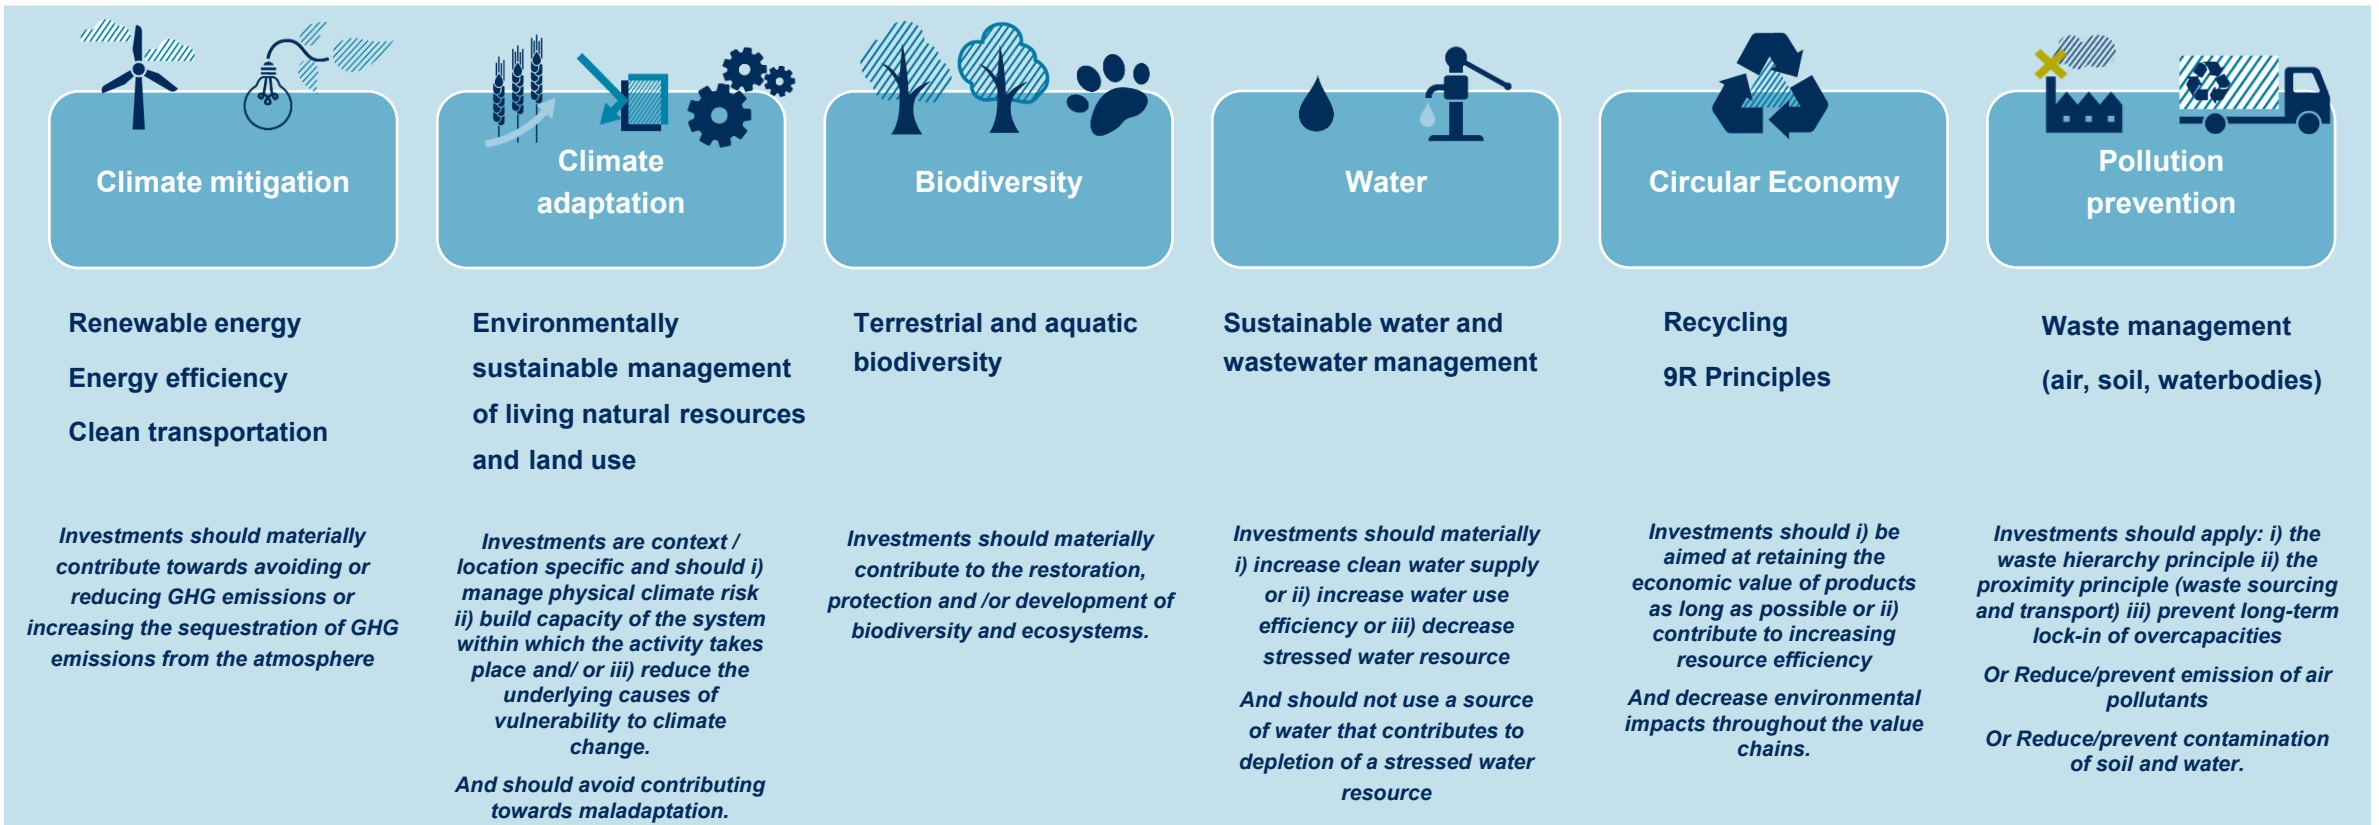 Climate mitigation
Climate
adaptation
Biodiversity
Water
Circular Economy
Pollution
prevention
Renewable energy
Energy efficiency
Clean transportation
Environmentally
sustainable management
of living natural resources
and land use
Terrestrial and aquatic
biodiversity
Sustainable water and
wastewater management
Recycling
9R Principles
Waste management
(air, soil, waterbodies)
Investments should materially
contribute towards avoiding or
reducing GHG emissions or
increasing the sequestration of GHG
emissions from the atmosphere
Investments are context /
location specific and should i)
manage physical climate risk
ii) build capacity of the system
within which the activity takes
place and/ or iii) reduce the
underlying causes of
vulnerability to climate
change.
And should avoid contributing
towards maladaptation.
Investments should materially
contribute to the restoration,
protection and /or development of
biodiversity and ecosystems.
Investments should materially
i) increase clean water supply
or ii) increase water use
efficiency or iii) decrease
stressed water resource
And should not use a source
of water that contributes to
depletion of a stressed water
resource
Investments should i) be
aimed at retaining the
economic value of products
as long as possible or ii)
contribute to increasing
resource efficiency
And decrease environmental
impacts throughout the value
chains.
Investments should apply: i) the
waste hierarchy principle ii) the
proximity principle (waste sourcing
and transport) iii) prevent long-term
lock-in of overcapacities
Or Reduce/prevent emission of air
pollutants
Or Reduce/prevent contamination
of soil and water.